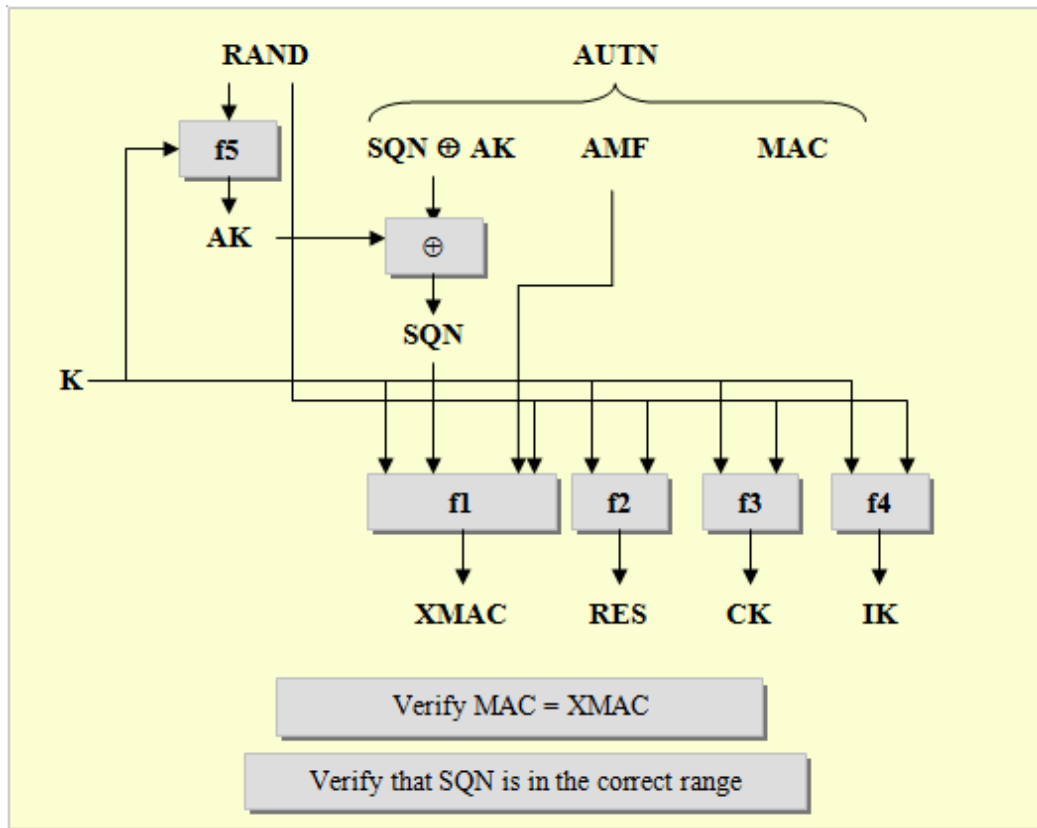 RAND AUTN
f5 SQN ⊕ AK AMF MAC
AK ⊕
SQN
K
f1 f2 f3 f4
XMAC RES CK IK
Verify MAC = XMAC
Verify that SQN is in the correct range